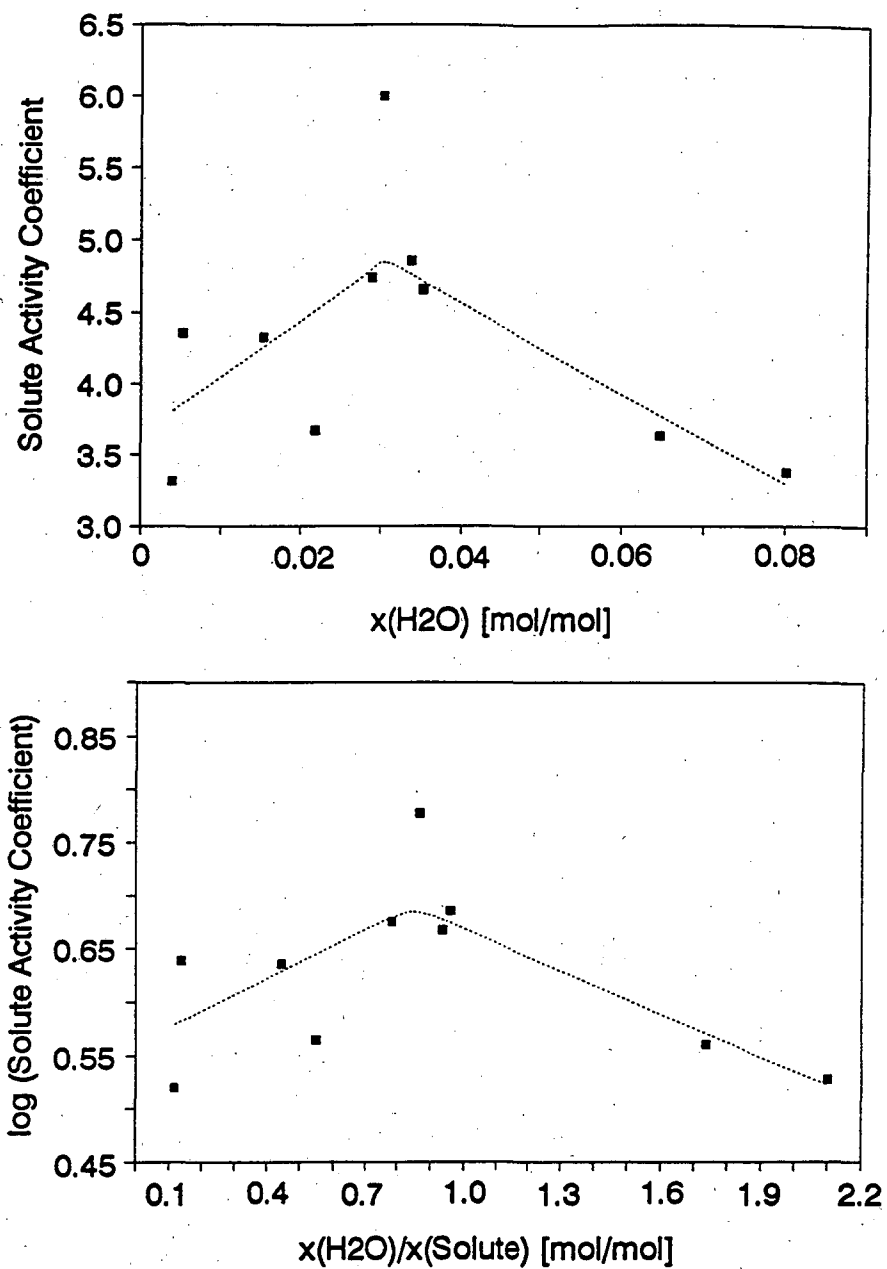 6.5
6.0
5.5
5.0
4.5
4.0
3.5
3.0
Solute Activity Coefficient
0 0.02 0.04 0.06 0.08
x(H2O) [mol/mol]
0.85
0.75
0.65
0.55
0.45
log (Solute Activity Coefficient)
0.1 0.4 0.7 1.0 1.3 1.6 1.9 2.2
x(H2O)/x(Solute) [mol/mol]